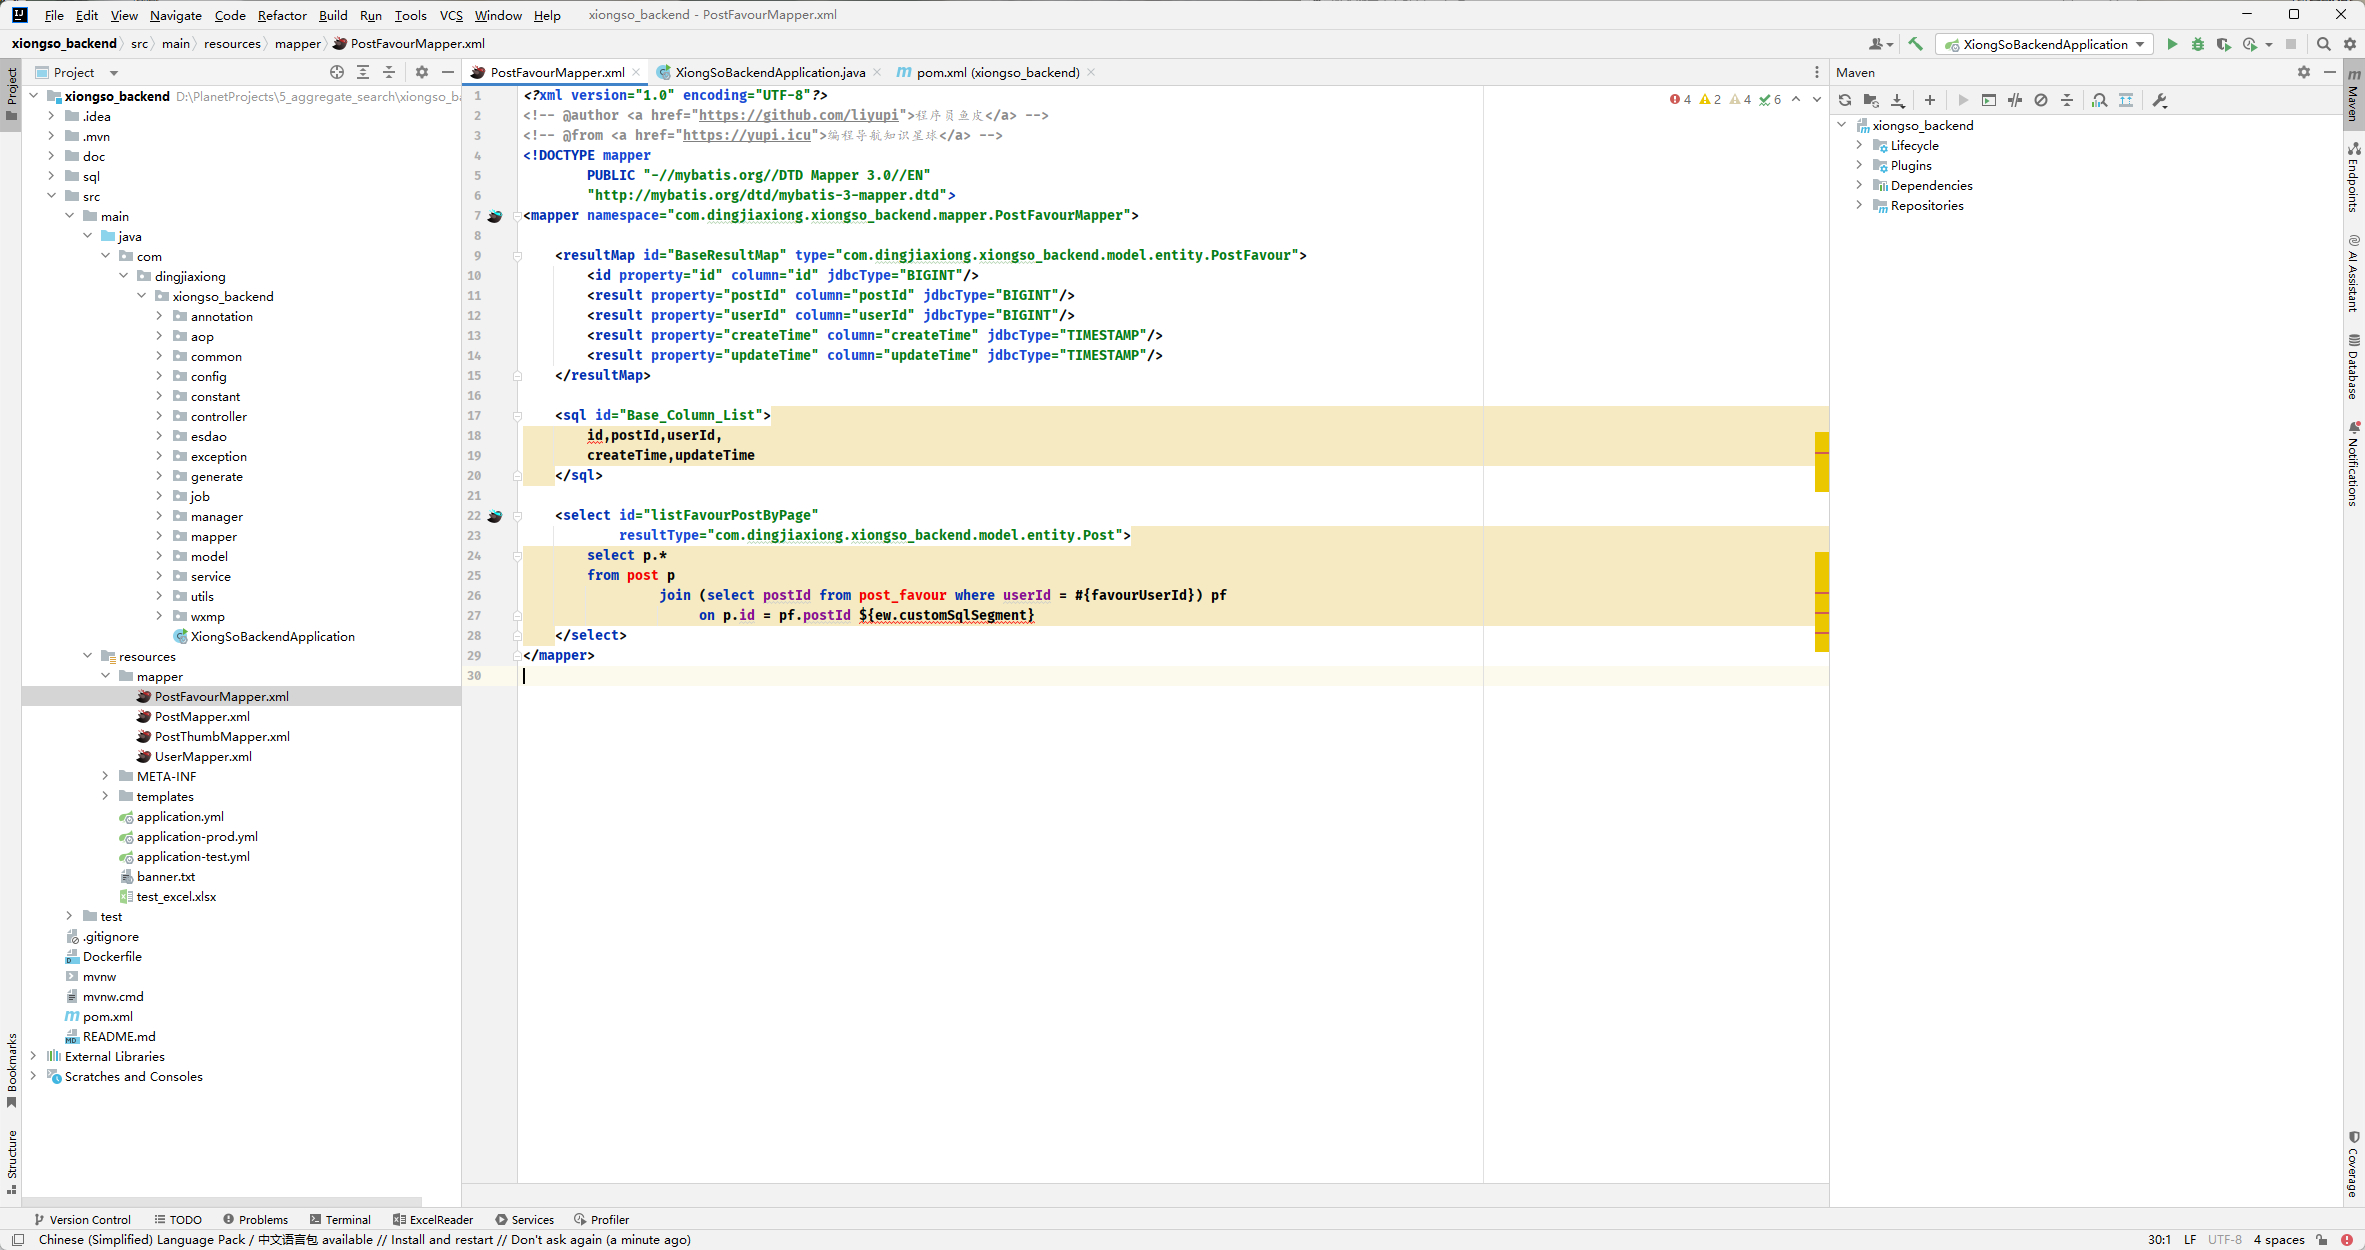 File Edit View Navigate Code Refactor Build Run Tools VCS Window Help xiongso_backend - PostFavourMapper.xml
xiongso_backend src main resources mapper PostFavourMapper.xml
XiongSoBackendApplication
Project
PostFavourMapper.xml XiongSoBackendApplication.java pom.xml (xiongso_backend)
Maven
4 2 4 6
Project
xiongso_backend D:\PlanetProjects\5_aggregate_search\xiongso_ba
.idea
.mvn
doc
sql
src
main
java
com
dingjiaxiong
xiongso_backend
annotation
aop
common
config
constant
controller
esdao
exception
generate
job
manager
mapper
model
service
utils
wxmp
XiongSoBackendApplication
resources
mapper
PostFavourMapper.xml
PostMapper.xml
PostThumbMapper.xml
UserMapper.xml
META-INF
templates
application.yml
application-prod.yml
application-test.yml
banner.txt
test_excel.xlsx
test
.gitignore
Dockerfile
mvnw
mvnw.cmd
pom.xml
README.md
External Libraries
Scratches and Consoles
Bookmarks
Structure
1 <?xml version="1.0" encoding="UTF-8"?>
2 <!-- @author <a href="https://github.com/liyupi">程序员鱼皮</a> -->
3 <!-- @from <a href="https://yupi.icu">编程导航知识星球</a> -->
4 <!DOCTYPE mapper
5 PUBLIC "-//mybatis.org//DTD Mapper 3.0//EN"
6 "http://mybatis.org/dtd/mybatis-3-mapper.dtd">
7 <mapper namespace="com.dingjiaxiong.xiongso_backend.mapper.PostFavourMapper">
8
9 <resultMap id="BaseResultMap" type="com.dingjiaxiong.xiongso_backend.model.entity.PostFavour">
10 <id property="id" column="id" jdbcType="BIGINT"/>
11 <result property="postId" column="postId" jdbcType="BIGINT"/>
12 <result property="userId" column="userId" jdbcType="BIGINT"/>
13 <result property="createTime" column="createTime" jdbcType="TIMESTAMP"/>
14 <result property="updateTime" column="updateTime" jdbcType="TIMESTAMP"/>
15 </resultMap>
16
17 <sql id="Base_Column_List">
18 id,postId,userId,
19 createTime,updateTime
20 </sql>
21
22 <select id="listFavourPostByPage"
23 resultType="com.dingjiaxiong.xiongso_backend.model.entity.Post">
24 select p.*
25 from post p
26 join (select postId from post_favour where userId = #{favourUserId}) pf
27 on p.id = pf.postId ${ew.customSqlSegment}
28 </select>
29 </mapper>
30
xiongso_backend
Lifecycle
Plugins
Dependencies
Repositories
Maven
Endpoints
AI Assistant
Database
Notifications
Coverage
Version Control TODO Problems Terminal ExcelReader Services Profiler
Chinese (Simplified) Language Pack / 中文语言包 available // Install and restart // Don't ask again (a minute ago) 30:1 LF UTF-8 4 spaces